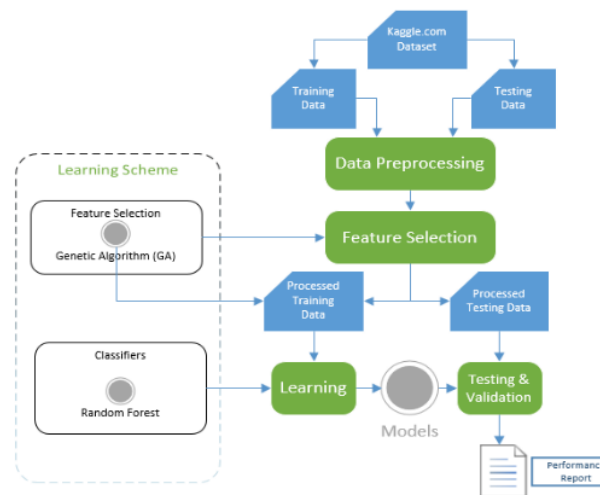 Kaggle.com
Dataset
Training
Data
Testing
Data
Data Preprocessing
Learning Scheme
Feature Selection
Genetic Algorithm (GA)
Feature Selection
Processed
Training
Data
Processed
Testing Data
Classifiers
Random Forest
Learning
Models
Testing &
Validation
Performanc
Report